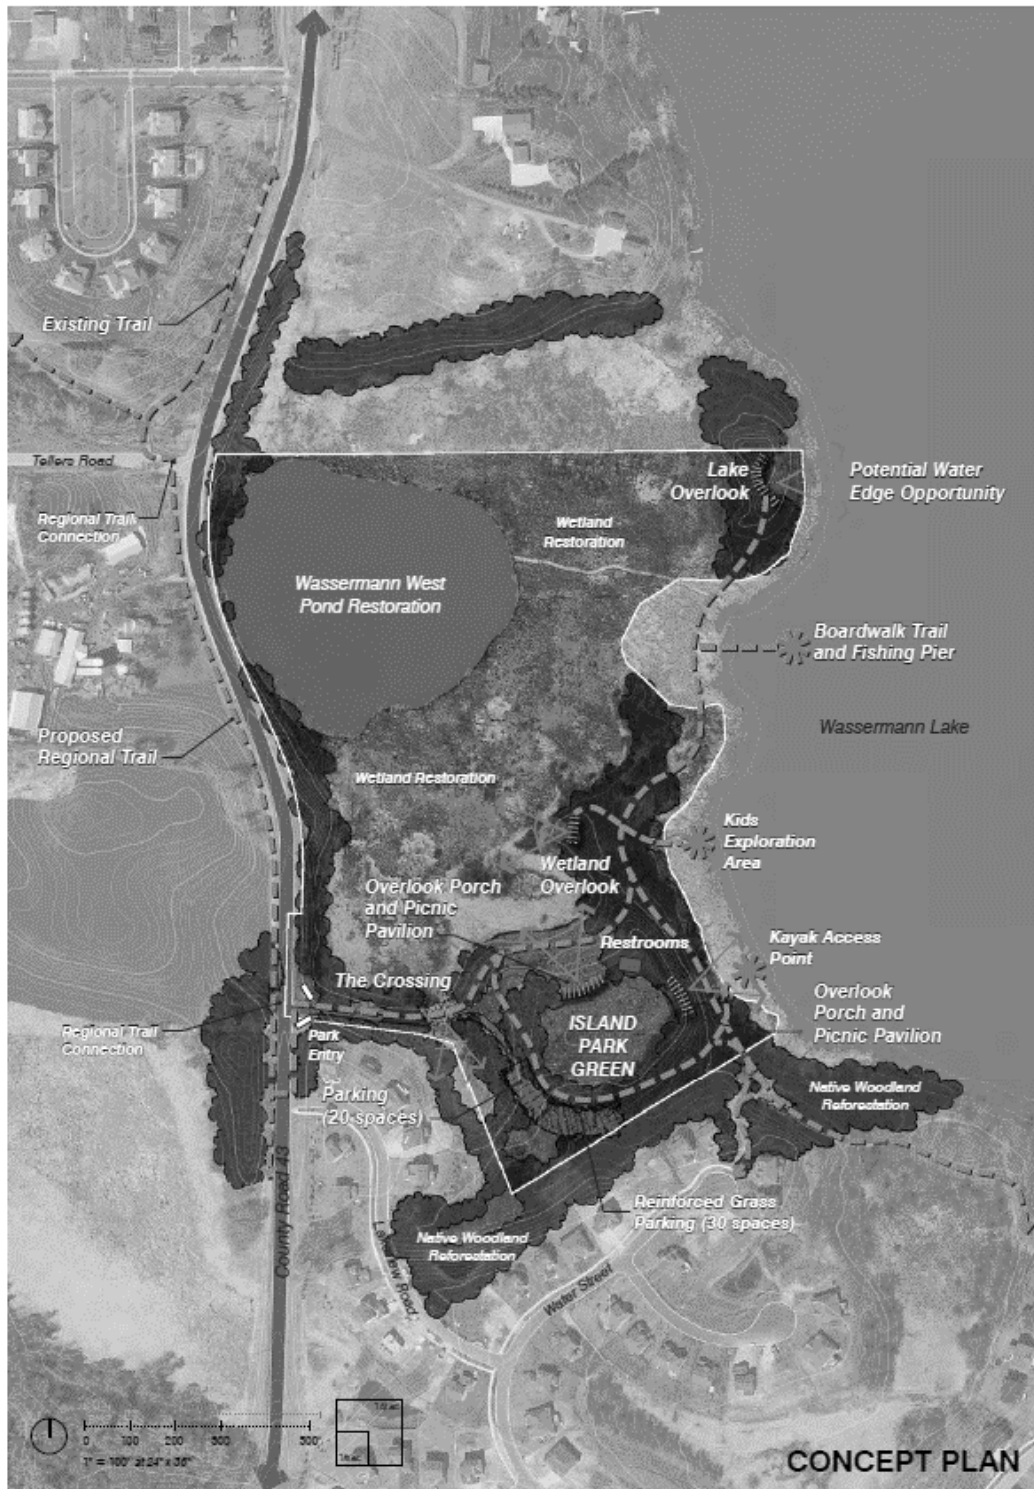 Existing Trail
Tellers Road
Lake
Overlook
Potential Water
Edge Opportunity
Regional Trail
Connection
Wetland
Restoration
Wassermann West
Pond Restoration
Boardwalk Trail
and Fishing Pier
Wassermann Lake
Proposed
Regional Trail
Wetland Restoration
Kids
Exploration
Area
Wetland
Overlook
Overlook Porch
and Picnic
Pavilion
Restrooms
Kayak Access
Point
The Crossing
Overlook
Porch and
Picnic Pavilion
ISLAND
PARK
GREEN
Regional Trail
Connection
Park
Entry
Parking
(20 spaces)
Native Woodland
Reforestation
County Road 43
Reinforced Grass
Parking (30 spaces)
Native Woodland
Reforestation
Road
Water Street
0 100 200 300 500'
1" = 100' at 24" x 36"
CONCEPT PLAN